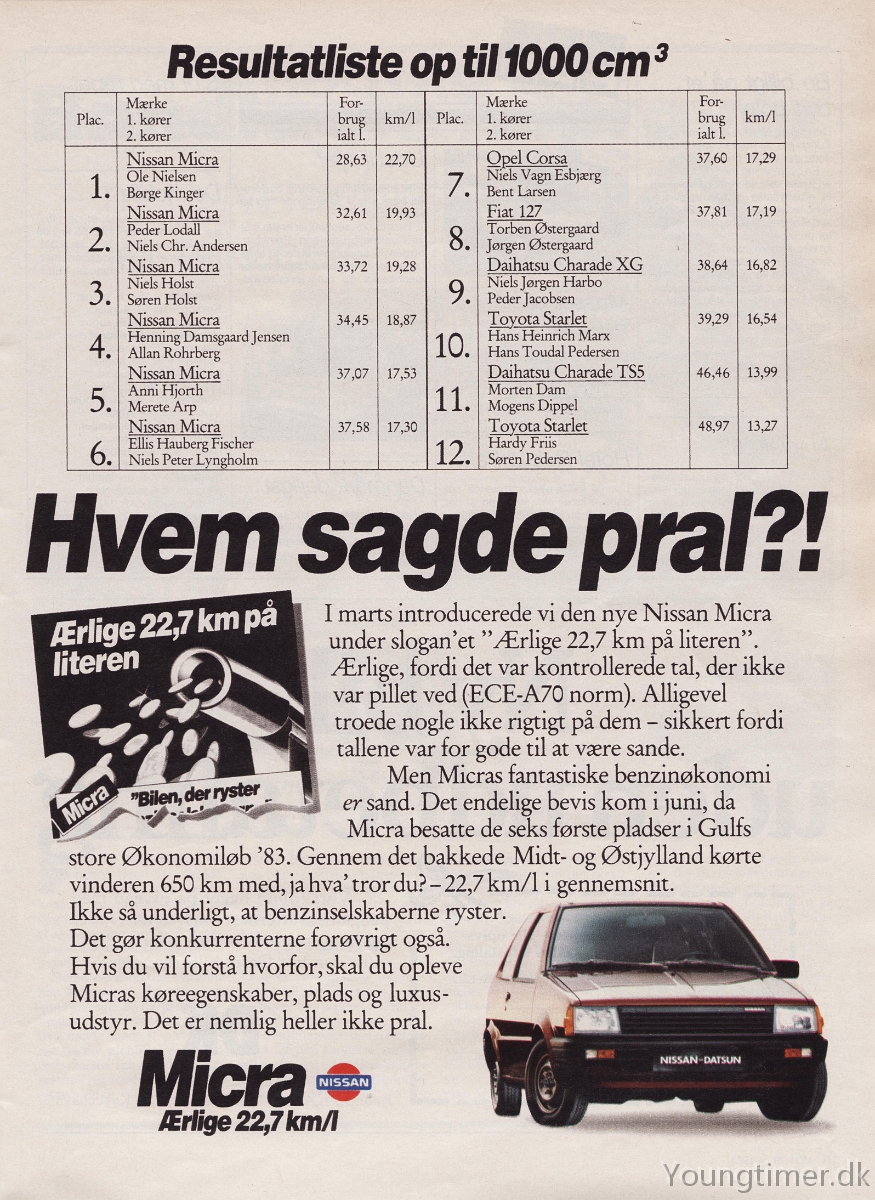 Resultatliste op til 1000 cm³
Plac.
Mærke
1. kører
2. kører
For-
brug
ialt l.
km/l
1.
Nissan Micra
28,63 22,70
Ole Nielsen
Børge Kinger
2.
Nissan Micra
32,61 19,93
Peder Lodall
Niels Chr. Andersen
3.
Nissan Micra
33,72 19,28
Niels Holst
Søren Holst
4.
Nissan Micra
34,45 18,87
Henning Damsgaard Jensen
Allan Rohrberg
5.
Nissan Micra
37,07 17,53
Anni Hjorth
Merete Arp
6.
Nissan Micra
37,58 17,30
Ellis Hauberg Fischer
Niels Peter Lyngholm
Plac.
Mærke
1. kører
2. kører
For-
brug
ialt l.
km/l
7.
Opel Corsa
37,60 17,29
Niels Vagn Esbjærg
Bent Larsen
8.
Fiat 127
37,81 17,19
Torben Østergaard
Jørgen Østergaard
9.
Daihatsu Charade XG
38,64 16,82
Niels Jørgen Harbo
Peder Jacobsen
10.
Toyota Starlet
39,29 16,54
Hans Heinrich Marx
Hans Toudal Pedersen
11.
Daihatsu Charade TS5
46,46 13,99
Morten Dam
Mogens Dippel
12.
Toyota Starlet
48,97 13,27
Hardy Friis
Søren Pedersen
Hvem sagde pral?!
Ærlige 22,7 km på
literen
Micra
”Bilen, der ryster
I marts introducerede vi den nye Nissan Micra
under slogan'et ”Ærlige 22,7 km på literen”.
Ærlige, fordi det var kontrollerede tal, der ikke
var pillet ved (ECE-A70 norm). Alligevel
troede nogle ikke rigtigt på dem – sikkert fordi
tallene var for gode til at være sande.
Men Micras fantastiske benzinøkonomi
er sand. Det endelige bevis kom i juni, da
Micra besatte de seks første pladser i Gulfs
store Økonomiløb '83. Gennem det bakkede Midt- og Østjylland kørte
vinderen 650 km med, ja hva' tror du? – 22,7 km/l i gennemsnit.
Ikke så underligt, at benzinselskaberne ryster.
Det gør konkurrenterne forøvrigt også.
Hvis du vil forstå hvorfor, skal du opleve
Micras køreegenskaber, plads og luxus-
udstyr. Det er nemlig heller ikke pral.
NISSAN
NISSAN-DATSUN
Micra NISSAN
Ærlige 22,7 km/l
Youngtimer.dk